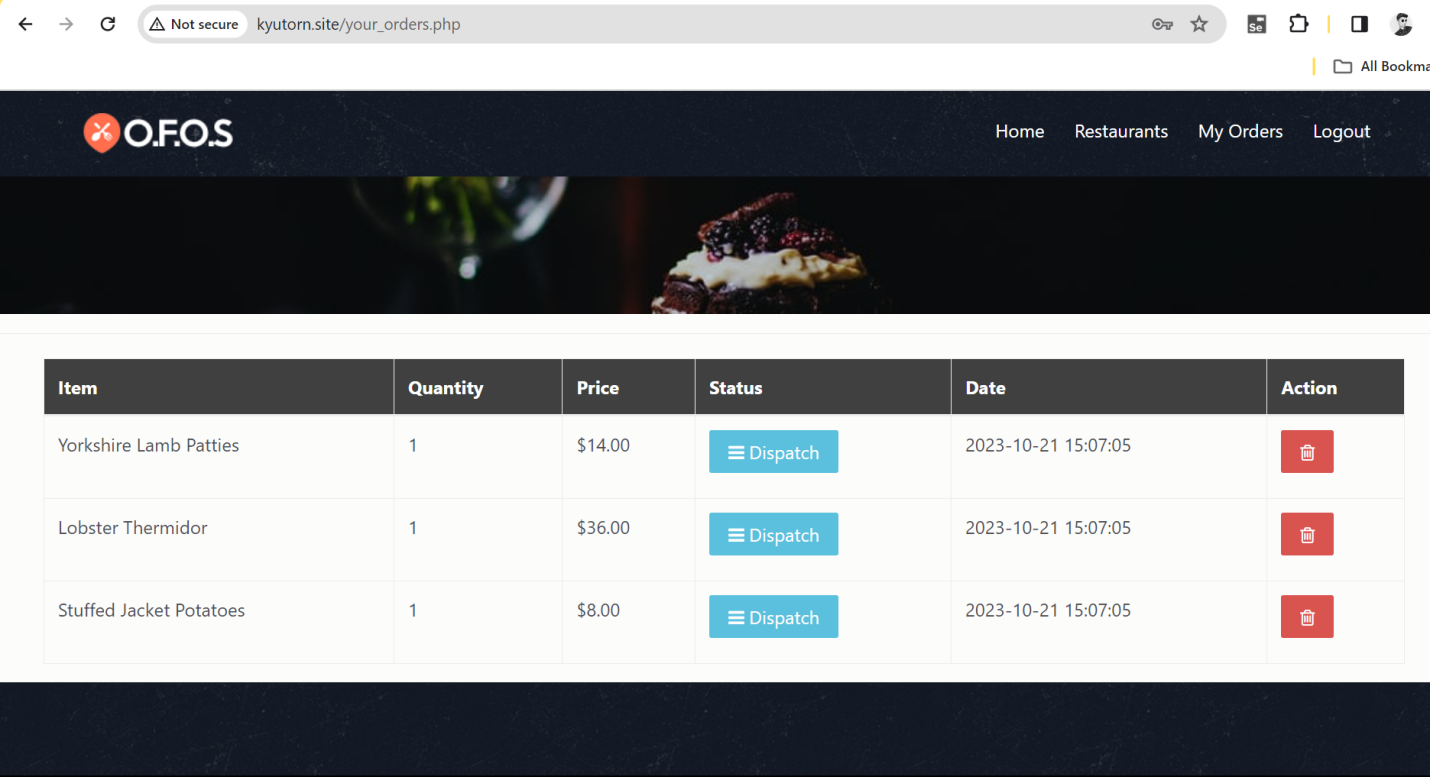 Not secure kyutorn.site/your_orders.php
Se
All Bookma
O.F.O.S Home Restaurants My Orders Logout
Item Quantity Price Status Date Action
Yorkshire Lamb Patties 1 $14.00 Dispatch 2023-10-21 15:07:05
Lobster Thermidor 1 $36.00 Dispatch 2023-10-21 15:07:05
Stuffed Jacket Potatoes 1 $8.00 Dispatch 2023-10-21 15:07:05